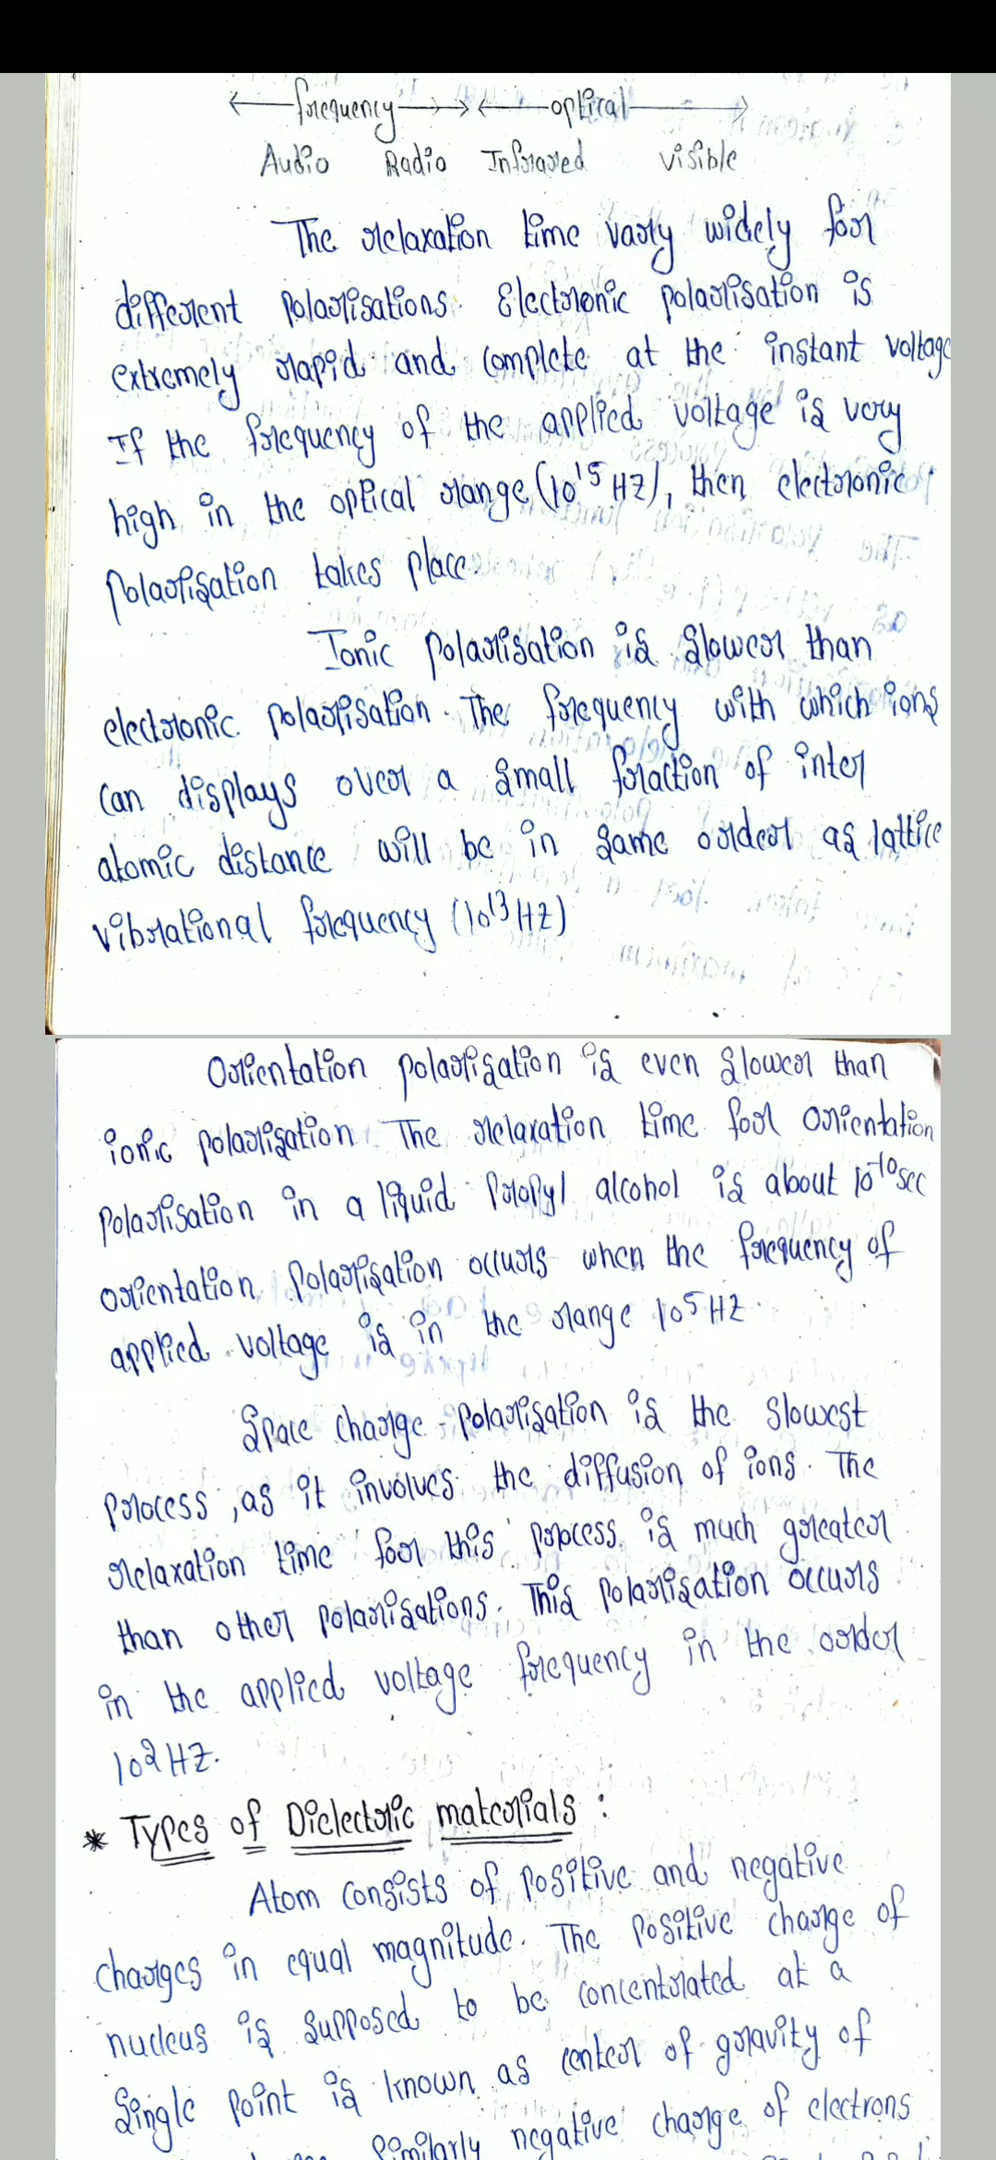 frequency optical
Audio Radio Infrared visible
The relaxation time vary widely for
different polarisations. Electronic polarisation is
extremely rapid and complete at the instant voltage
If the frequency of the applied voltage is very
high in the optical range (10¹⁵ Hz), then electronic
polarisation takes place.
Ionic polarisation is slower than
electronic polarisation. The frequency with which ions
can displays over a small fraction of inter
atomic distance will be in same order as lattice
vibrational frequency (10¹³ Hz)
Orientation polarisation is even slower than
ionic polarisation. The relaxation time for orientation
polarisation in a liquid propyl alcohol is about 10⁻¹⁰ sec
orientation polarisation occurs when the frequency of
applied voltage is in the range 10⁵ Hz.
Space charge polarisation is the slowest
process, as it involves the diffusion of ions. The
relaxation time for this process is much greater
than other polarisations. This polarisation occurs
in the applied voltage frequency in the order
10² Hz.
* Types of Dielectric materials :
Atom consists of positive and negative
charges in equal magnitude. The positive charge of
nucleus is supposed to be concentrated at a
single point is known as center of gravity of
Similarly negative charge of electrons